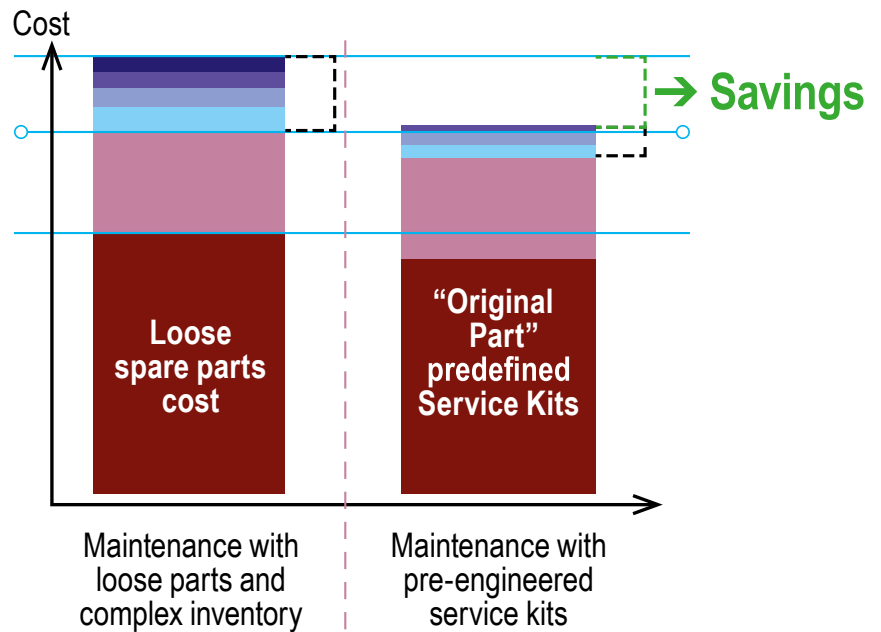 Cost
Savings
Loose
spare parts
cost
“Original
Part”
predefined
Service Kits
Maintenance with
loose parts and
complex inventory
Maintenance with
pre-engineered
service kits